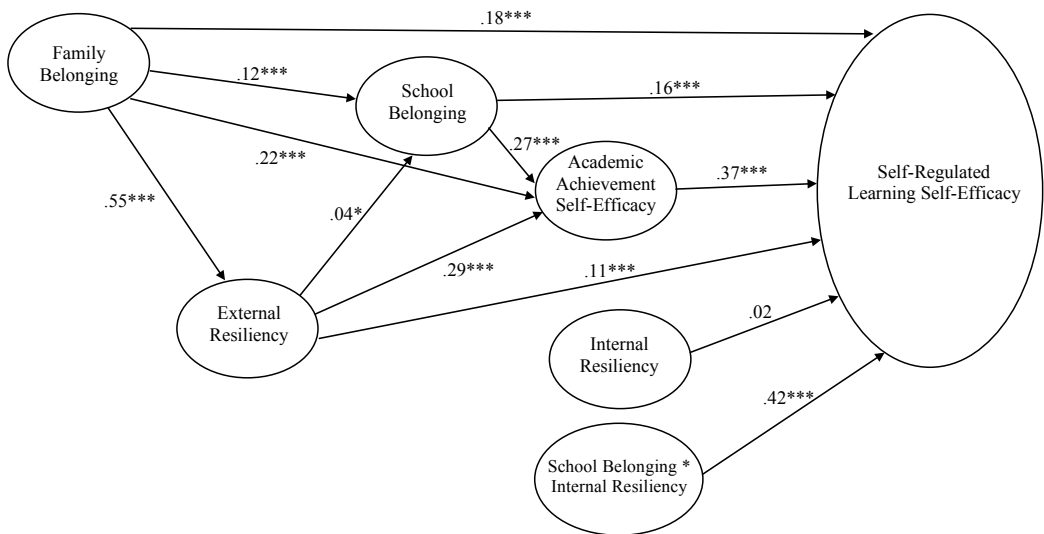 .18***
Family
Belonging
.12***
School
Belonging
.16***
.27***
.22***
Academic
Achievement
Self-Efficacy
.37***
Self-Regulated
Learning Self-Efficacy
.55***
.04*
.29***
.11***
External
Resiliency
.02
Internal
Resiliency
.42***
School Belonging *
Internal Resiliency